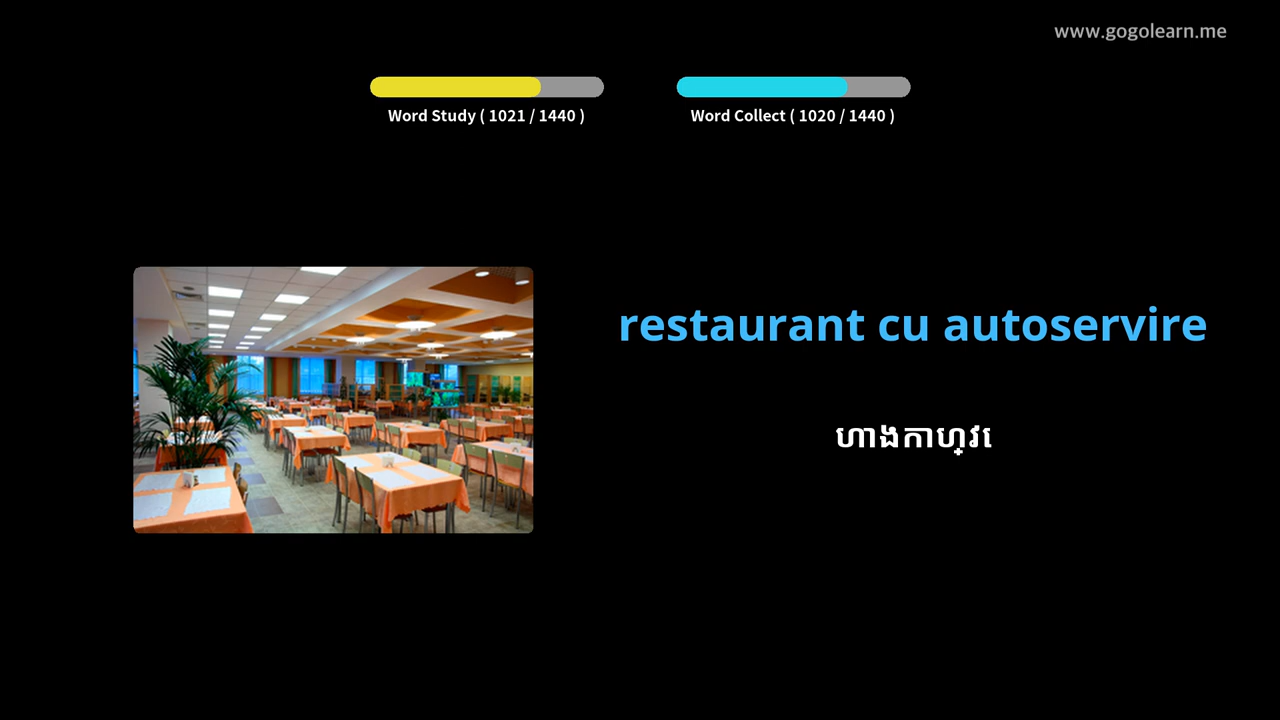 www.gogolearn.me
Word Study ( 1021 / 1440 )
Word Collect ( 1020 / 1440 )
restaurant cu autoservire
ហាងកាហ្វេ